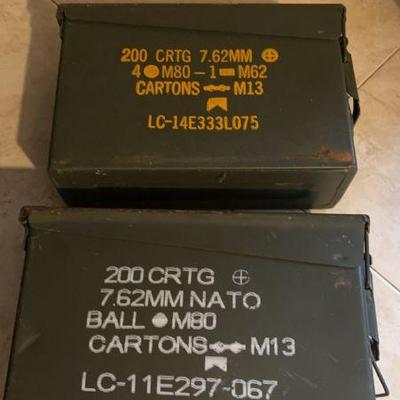 200 CRTG 7.62MM ⊕
4 ● M80-1 ▬ M62
CARTONS M13
LC-14E333L075
200 CRTG ⊕
7.62MM NATO
BALL ● M80
CARTONS M13
LC-11E297-067